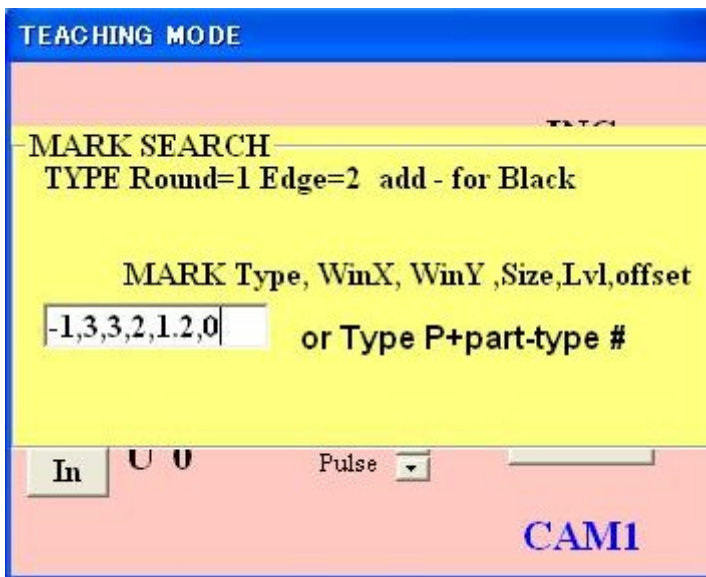 TEACHING MODE
MARK SEARCH
TYPE Round=1 Edge=2 add - for Black
MARK Type, WinX, WinY ,Size,Lvl,offset
-1,3,3,2,1.2,0
or Type P+part-type #
In
U 0
Pulse
CAM1